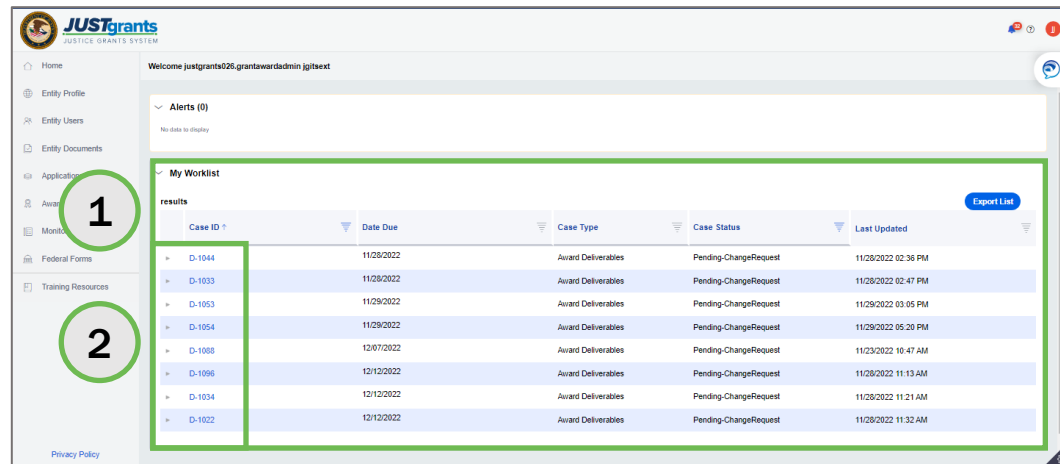 JUSTgrants
JUSTICE GRANTS SYSTEM
32
?
JJ
Home
Entity Profile
Entity Users
Entity Documents
Application
Awar
Monito
Federal Forms
Training Resources
Privacy Policy
1
2
Welcome justgrants026.grantawardadmin jgitsext
Alerts (0)
No data to display
My Worklist
results
Export List
Case ID ↑ Date Due Case Type Case Status Last Updated
D-1044 11/28/2022 Award Deliverables Pending-ChangeRequest 11/28/2022 02:36 PM
D-1033 11/28/2022 Award Deliverables Pending-ChangeRequest 11/28/2022 02:47 PM
D-1053 11/29/2022 Award Deliverables Pending-ChangeRequest 11/29/2022 03:05 PM
D-1054 11/29/2022 Award Deliverables Pending-ChangeRequest 11/29/2022 05:20 PM
D-1088 12/07/2022 Award Deliverables Pending-ChangeRequest 11/23/2022 10:47 AM
D-1096 12/12/2022 Award Deliverables Pending-ChangeRequest 11/28/2022 11:13 AM
D-1034 12/12/2022 Award Deliverables Pending-ChangeRequest 11/28/2022 11:21 AM
D-1022 12/12/2022 Award Deliverables Pending-ChangeRequest 11/28/2022 11:32 AM